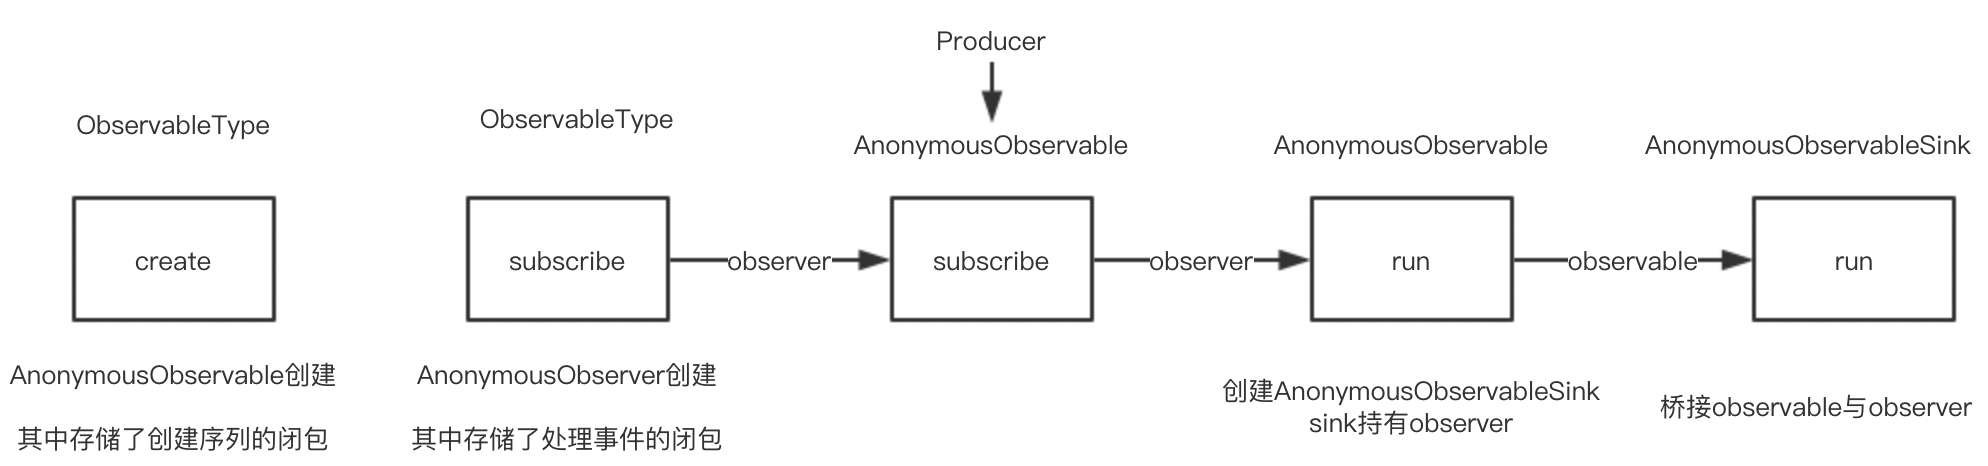 Producer
ObservableType
ObservableType
AnonymousObservable
AnonymousObservable
AnonymousObservableSink
create
subscribe
observer
subscribe
observer
run
observable
run
AnonymousObservable创建
其中存储了创建序列的闭包
AnonymousObserver创建
其中存储了处理事件的闭包
创建AnonymousObservableSink
sink持有observer
桥接observable与observer